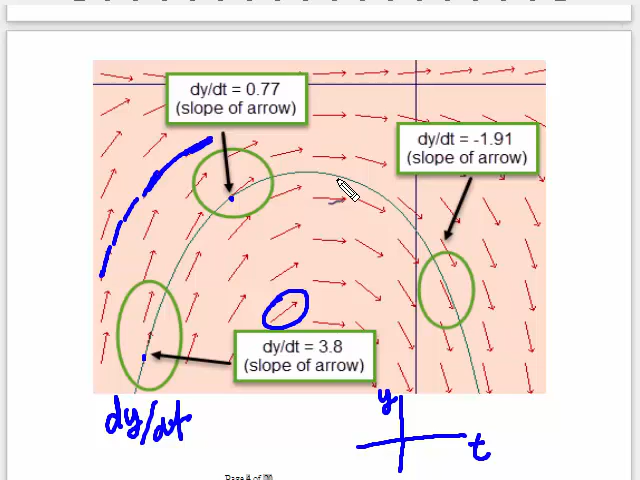 dy/dt = 0.77
(slope of arrow)
dy/dt = -1.91
(slope of arrow)
dy/dt = 3.8
(slope of arrow)
dy/dt
y
t